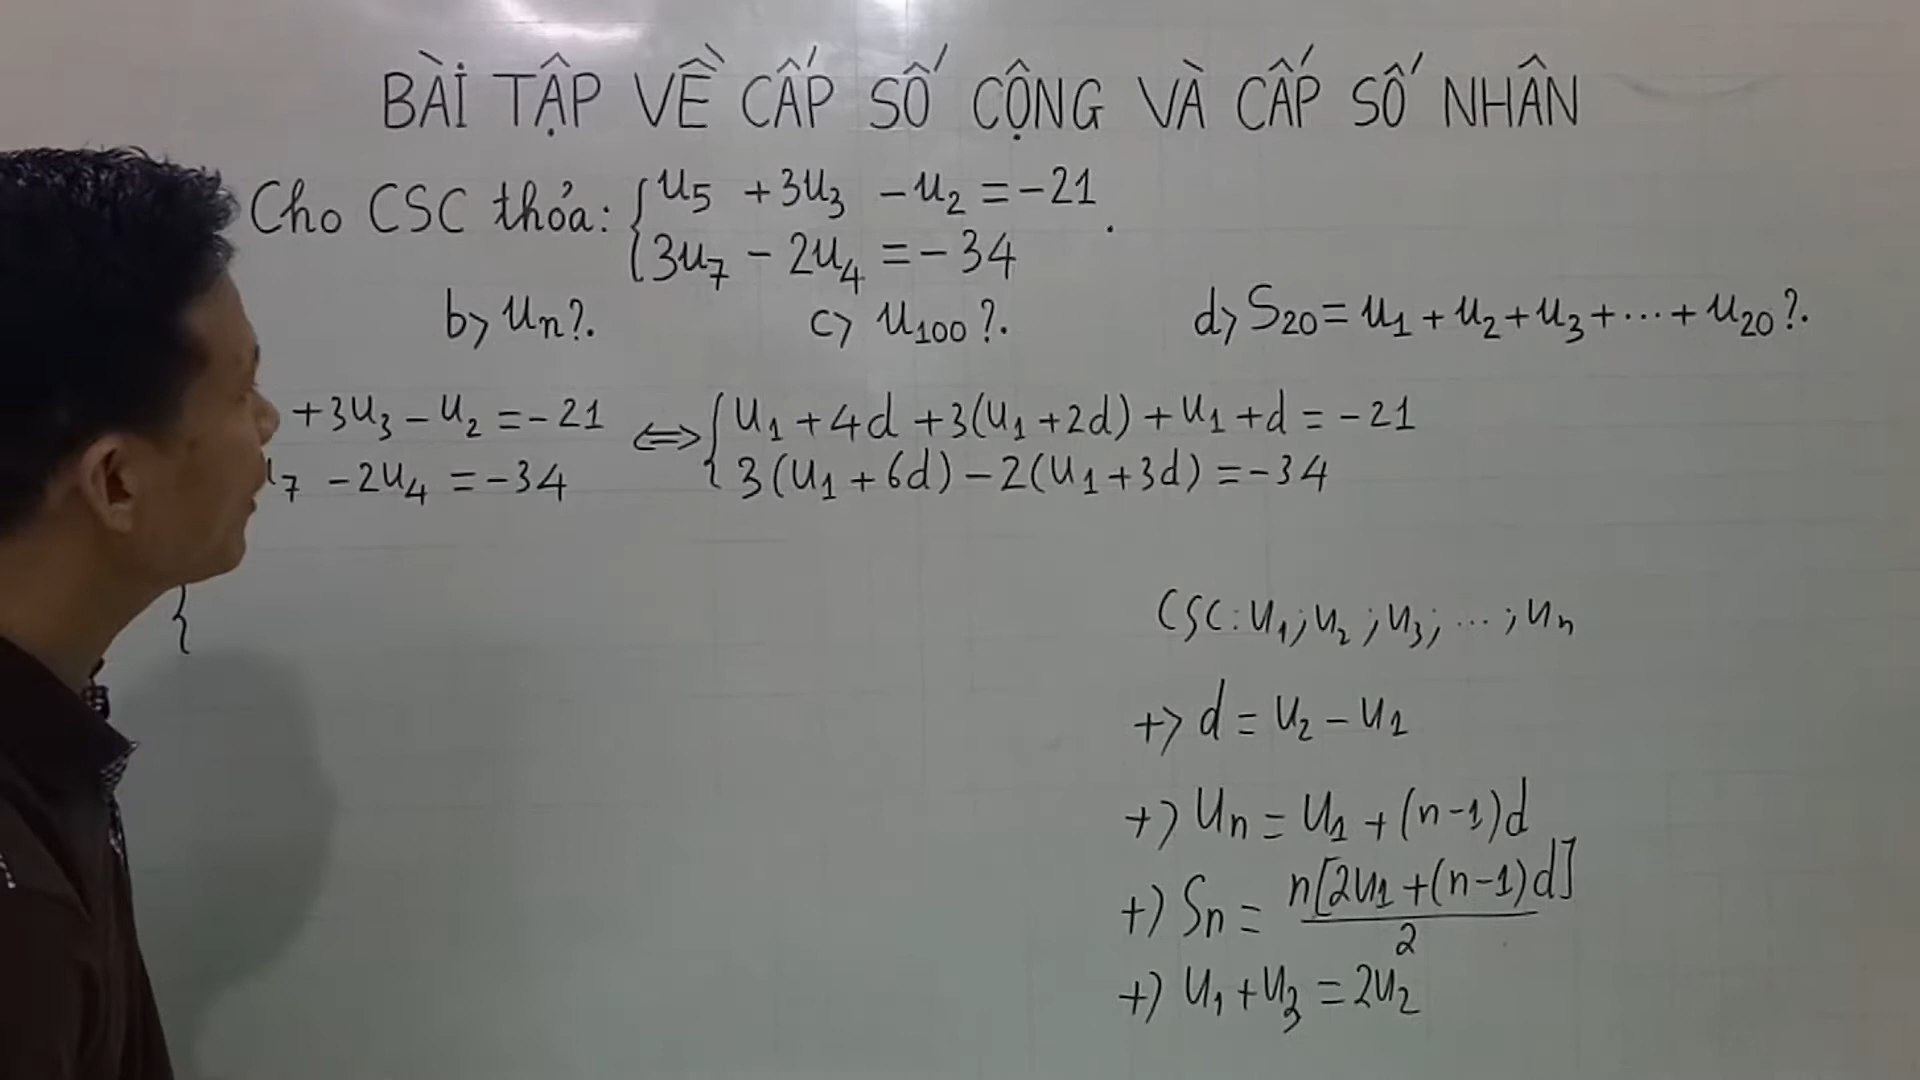 BÀI TẬP VỀ CẤP SỐ CỘNG VÀ CẤP SỐ NHÂN
Cho CSC thỏa: { u₅ + 3u₃ - u₂ = -21
3u₇ - 2u₄ = -34 .
b> uₙ?. c> u₁₀₀?. d> S₂₀ = u₁ + u₂ + u₃ + ... + u₂₀?.
+3u₃ - u₂ = -21 ⇔ { u₁ + 4d + 3(u₁ + 2d) + u₁ + d = -21
₇ - 2u₄ = -34 3(u₁ + 6d) - 2(u₁ + 3d) = -34
{
CSC: u₁; u₂; u₃; ... ; uₙ
+> d = u₂ - u₁
+) uₙ = u₁ + (n-1)d
+) Sₙ = n[2u₁ + (n-1)d] / 2
+) u₁ + u₃ = 2u₂